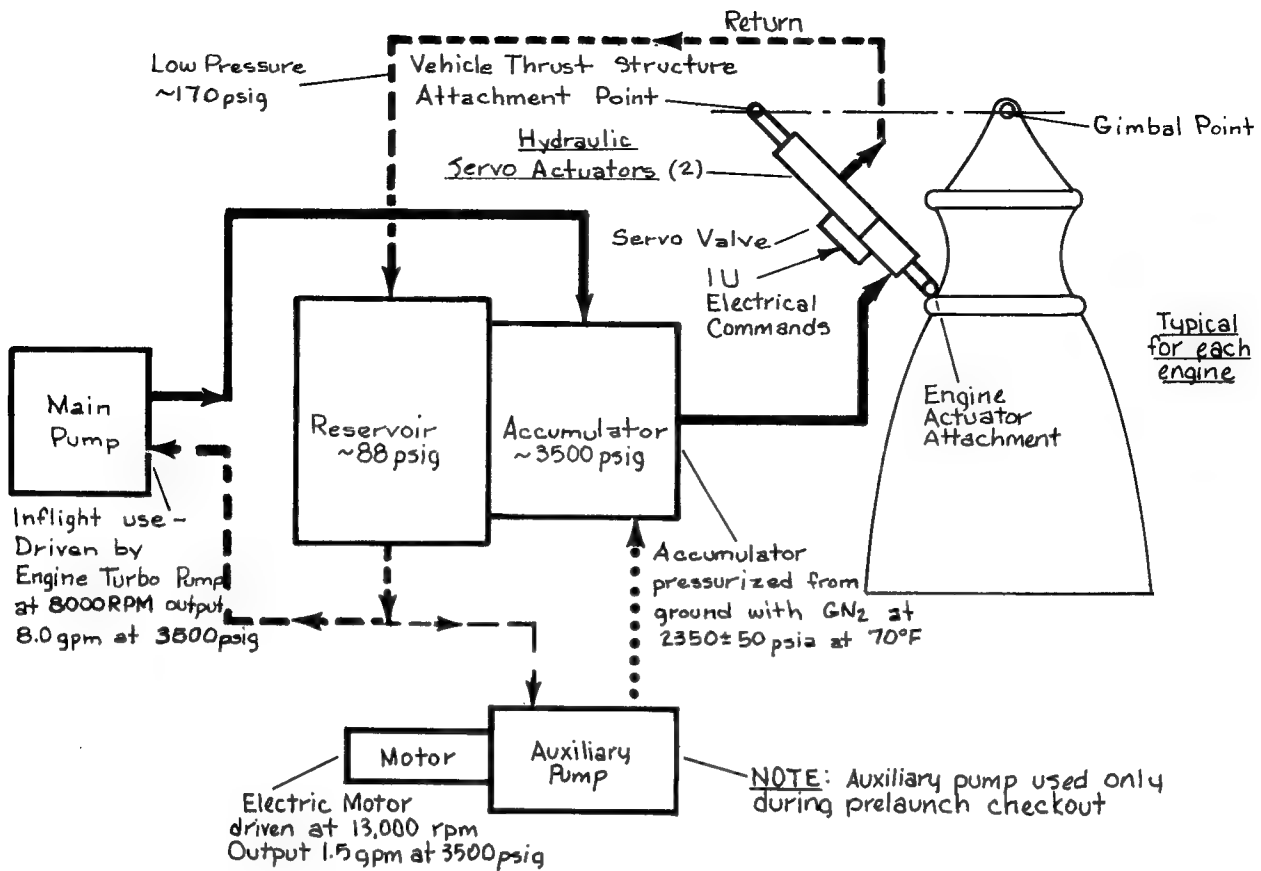 Return
Low Pressure
~170 psig
Vehicle Thrust Structure
Attachment Point
Gimbal Point
Hydraulic
Servo Actuators (2)
Servo Valve
IU
Electrical
Commands
Typical
for each
engine
Main
Pump
Reservoir
~88 psig
Accumulator
~3500 psig
Engine
Actuator
Attachment
Inflight use -
Driven by
Engine Turbo Pump
at 8000 RPM output
8.0 gpm at 3500 psig
Accumulator
pressurized from
ground with GN2 at
2350±50 psia at 70°F
Motor
Auxiliary
Pump
NOTE: Auxiliary pump used only
during prelaunch checkout
Electric Motor
driven at 13,000 rpm
Output 1.5 gpm at 3500 psig